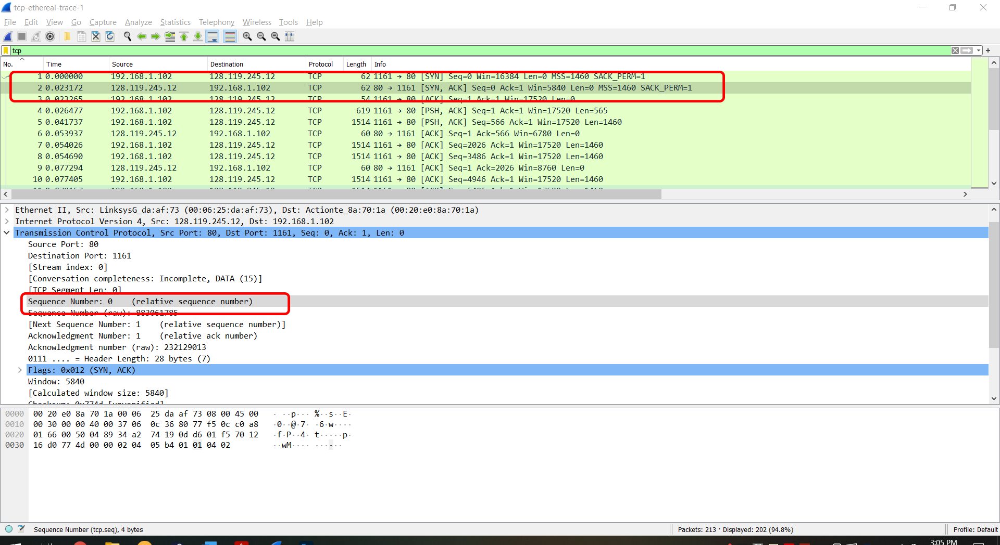 tcp-ethereal-trace-1
File Edit View Go Capture Analyze Statistics Telephony Wireless Tools Help
tcp
No. Time Source Destination Protocol Length Info
1 0.000000 192.168.1.102 128.119.245.12 TCP 62 1161 → 80 [SYN] Seq=0 Win=16384 Len=0 MSS=1460 SACK_PERM=1
2 0.023172 128.119.245.12 192.168.1.102 TCP 62 80 → 1161 [SYN, ACK] Seq=0 Ack=1 Win=5840 Len=0 MSS=1460 SACK_PERM=1
3 0.023265 192.168.1.102 128.119.245.12 TCP 54 1161 → 80 [ACK] Seq=1 Ack=1 Win=17520 Len=0
4 0.026477 192.168.1.102 128.119.245.12 TCP 619 1161 → 80 [PSH, ACK] Seq=1 Ack=1 Win=17520 Len=565
5 0.041737 192.168.1.102 128.119.245.12 TCP 1514 1161 → 80 [PSH, ACK] Seq=566 Ack=1 Win=17520 Len=1460
6 0.053937 128.119.245.12 192.168.1.102 TCP 60 80 → 1161 [ACK] Seq=1 Ack=566 Win=6780 Len=0
7 0.054026 192.168.1.102 128.119.245.12 TCP 1514 1161 → 80 [ACK] Seq=2026 Ack=1 Win=17520 Len=1460
8 0.054690 192.168.1.102 128.119.245.12 TCP 1514 1161 → 80 [ACK] Seq=3486 Ack=1 Win=17520 Len=1460
9 0.077294 128.119.245.12 192.168.1.102 TCP 60 80 → 1161 [ACK] Seq=1 Ack=2026 Win=8760 Len=0
10 0.077405 192.168.1.102 128.119.245.12 TCP 1514 1161 → 80 [ACK] Seq=4946 Ack=1 Win=17520 Len=1460
Ethernet II, Src: LinksysG_da:af:73 (00:06:25:da:af:73), Dst: Actionte_8a:70:1a (00:20:e0:8a:70:1a)
Internet Protocol Version 4, Src: 128.119.245.12, Dst: 192.168.1.102
Transmission Control Protocol, Src Port: 80, Dst Port: 1161, Seq: 0, Ack: 1, Len: 0
Source Port: 80
Destination Port: 1161
[Stream index: 0]
[Conversation completeness: Incomplete, DATA (15)]
[TCP Segment Len: 0]
Sequence Number: 0 (relative sequence number)
Sequence Number (raw): 883061785
[Next Sequence Number: 1 (relative sequence number)]
Acknowledgment Number: 1 (relative ack number)
Acknowledgment number (raw): 232129013
0111 .... = Header Length: 28 bytes (7)
Flags: 0x012 (SYN, ACK)
Window: 5840
[Calculated window size: 5840]
Checksum: 0x774d [unverified]
0000 00 20 e0 8a 70 1a 00 06 25 da af 73 08 00 45 00 · ··p··· %··s··E·
0010 00 30 00 00 40 00 37 06 0c 36 80 77 f5 0c c0 a8 ·0··@·7· ·6·w····
0020 01 66 00 50 04 89 34 a2 74 19 0d d6 01 f5 70 12 ·f·P··4· t·····p·
0030 16 d0 77 4d 00 00 02 04 05 b4 01 01 04 02 ··wM···· ······
Sequence Number (tcp.seq), 4 bytes
Packets: 213 · Displayed: 202 (94.8%)
Profile: Default
3:05 PM